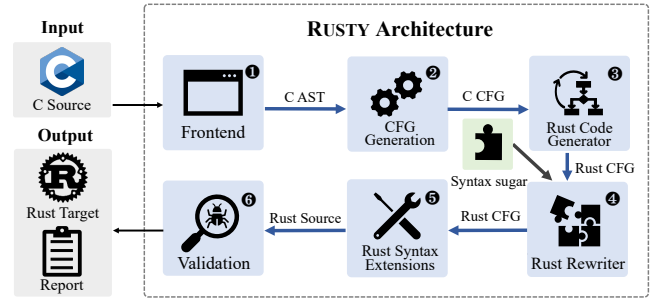 Input
C
C Source
Output
R
Rust Target
Report
RUSTY Architecture
❶
Frontend
C AST
❷
CFG
Generation
C CFG
❸
Rust Code
Generator
Syntax sugar
Rust CFG
❹
Rust Rewriter
Rust CFG
❺
Rust Syntax
Extensions
Rust Source
❻
Validation